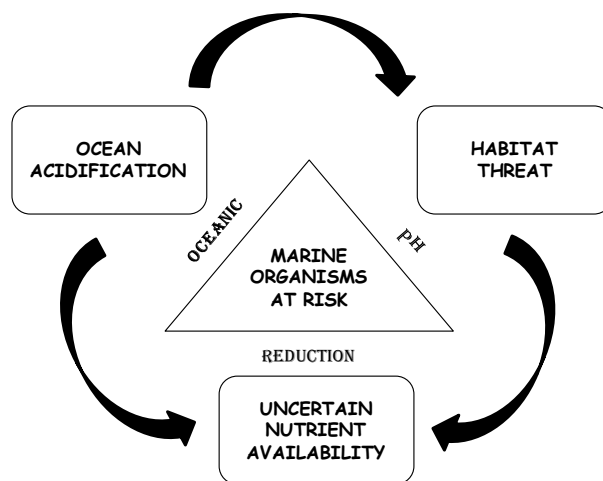 OCEAN
ACIDIFICATION
HABITAT
THREAT
OCEANIC
pH
MARINE
ORGANISMS
AT RISK
REDUCTION
UNCERTAIN
NUTRIENT
AVAILABILITY